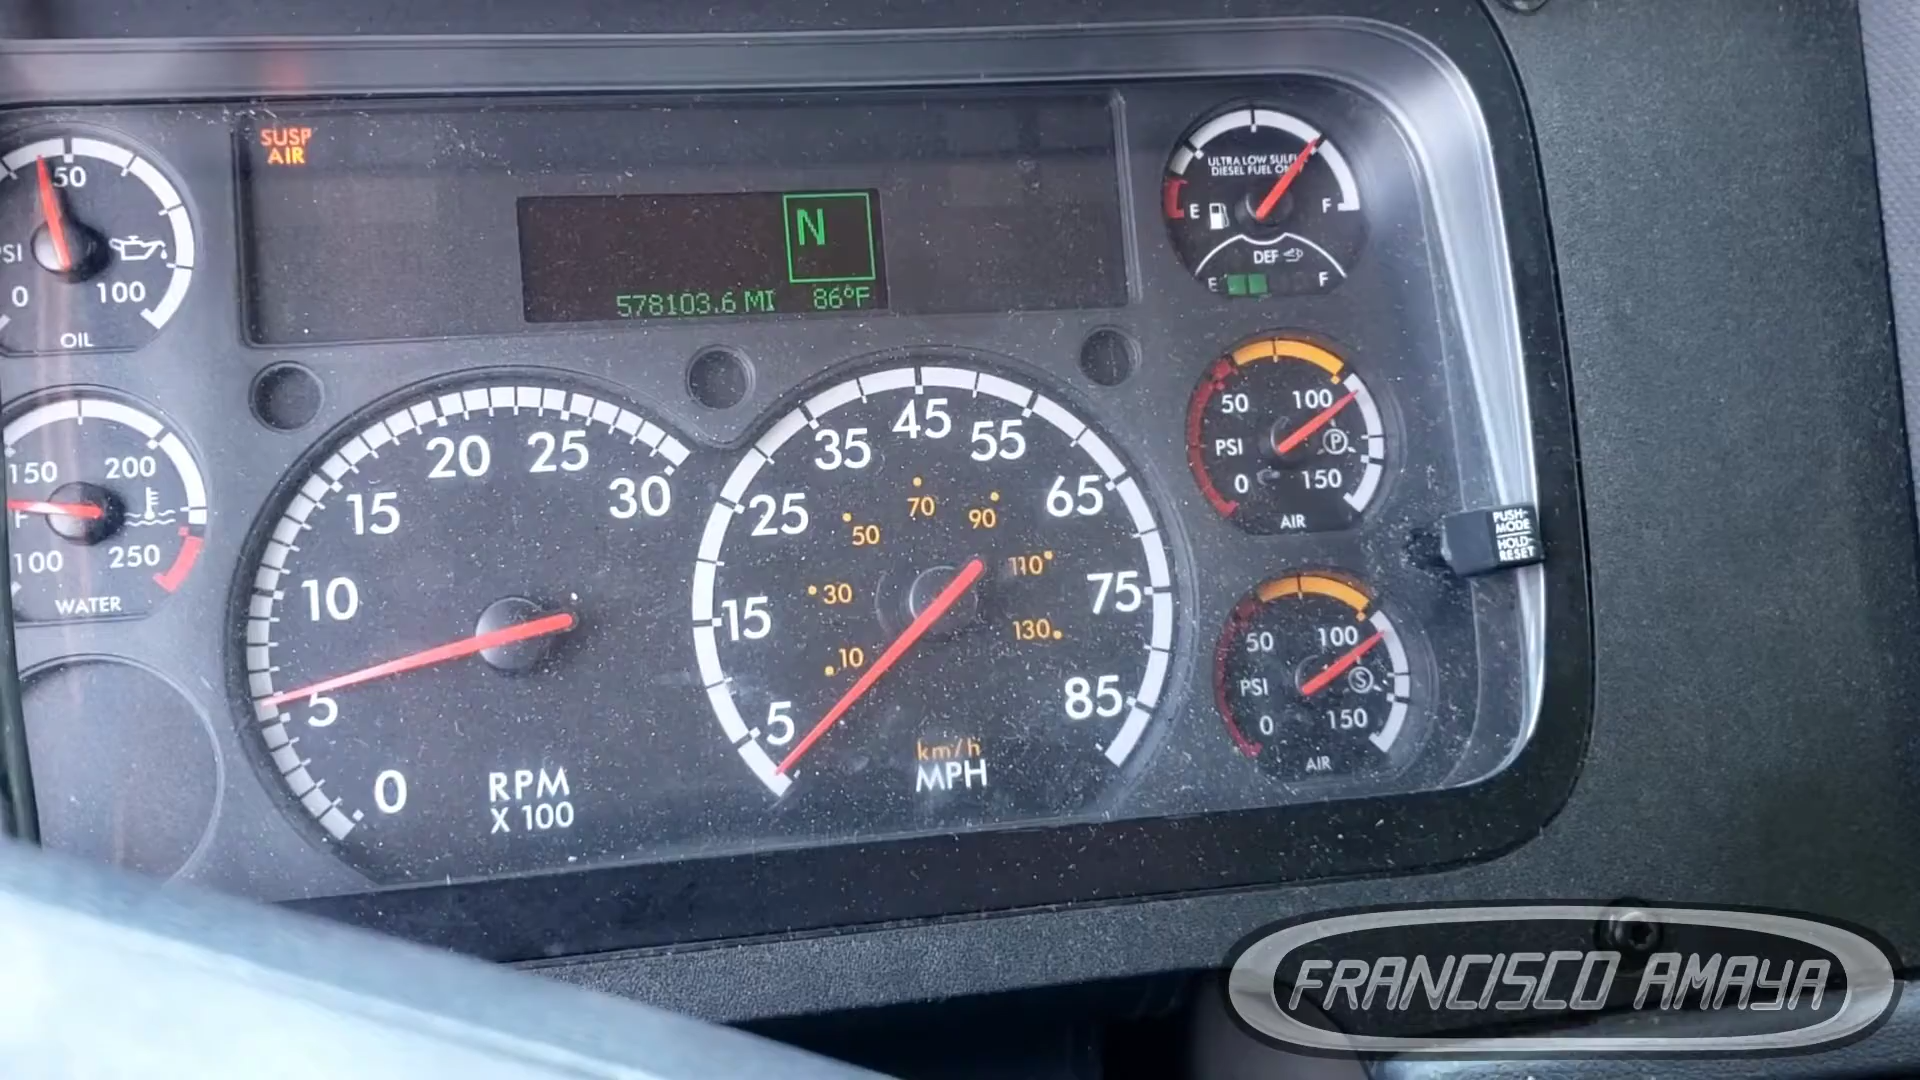 SUSP
AIR
50
PSI
0
100
OIL
N
578103.6 MI
86°F
ULTRA LOW SULFU
DIESEL FUEL ON
E
F
DEF
E
F
150
200
F
100
250
WATER
0
5
10
15
20
25
30
RPM
X 100
5
15
25
35
45
55
65
75
85
10
30
50
70
90
110
130
km/h
MPH
50
100
PSI
P
0
150
AIR
PUSH-
MODE
HOLD-
RESET
50
100
PSI
S
0
150
AIR
FRANCISCO AMAYA